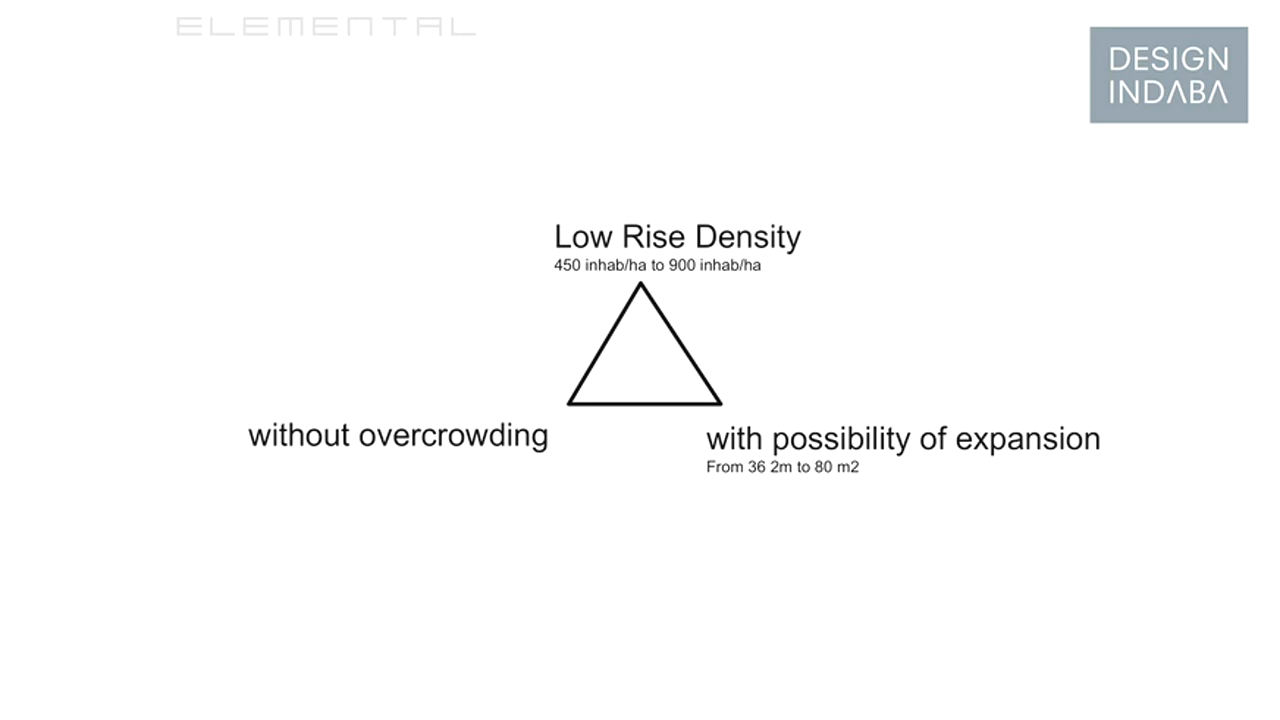 ELEMENTAL
DESIGN
INDABA
Low Rise Density
450 inhab/ha to 900 inhab/ha
without overcrowding
with possibility of expansion
From 36 2m to 80 m2